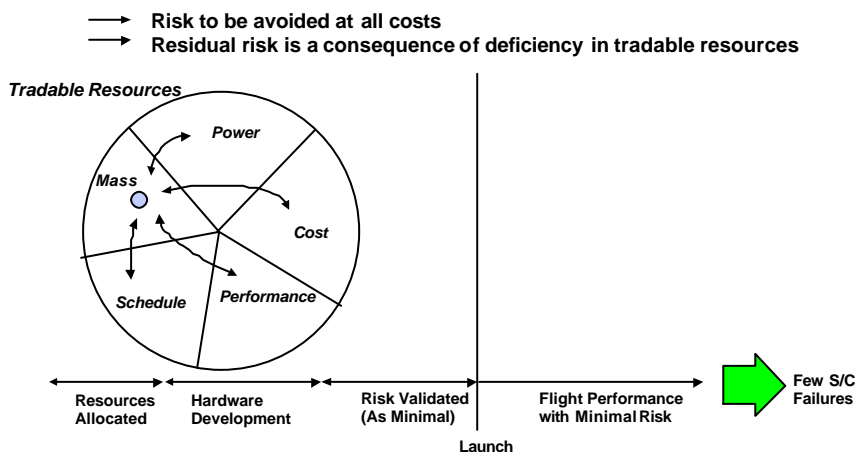 Risk to be avoided at all costs
Residual risk is a consequence of deficiency in tradable resources
Tradable Resources
Power
Mass
Cost
Schedule
Performance
Resources
Allocated
Hardware
Development
Risk Validated
(As Minimal)
Flight Performance
with Minimal Risk
Few S/C
Failures
Launch